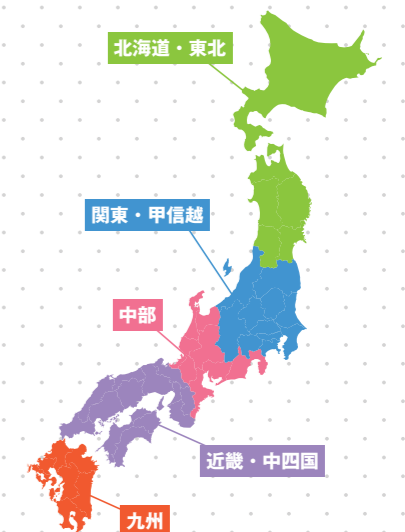 北海道・東北
関東・甲信越
中部
近畿・中四国
九州